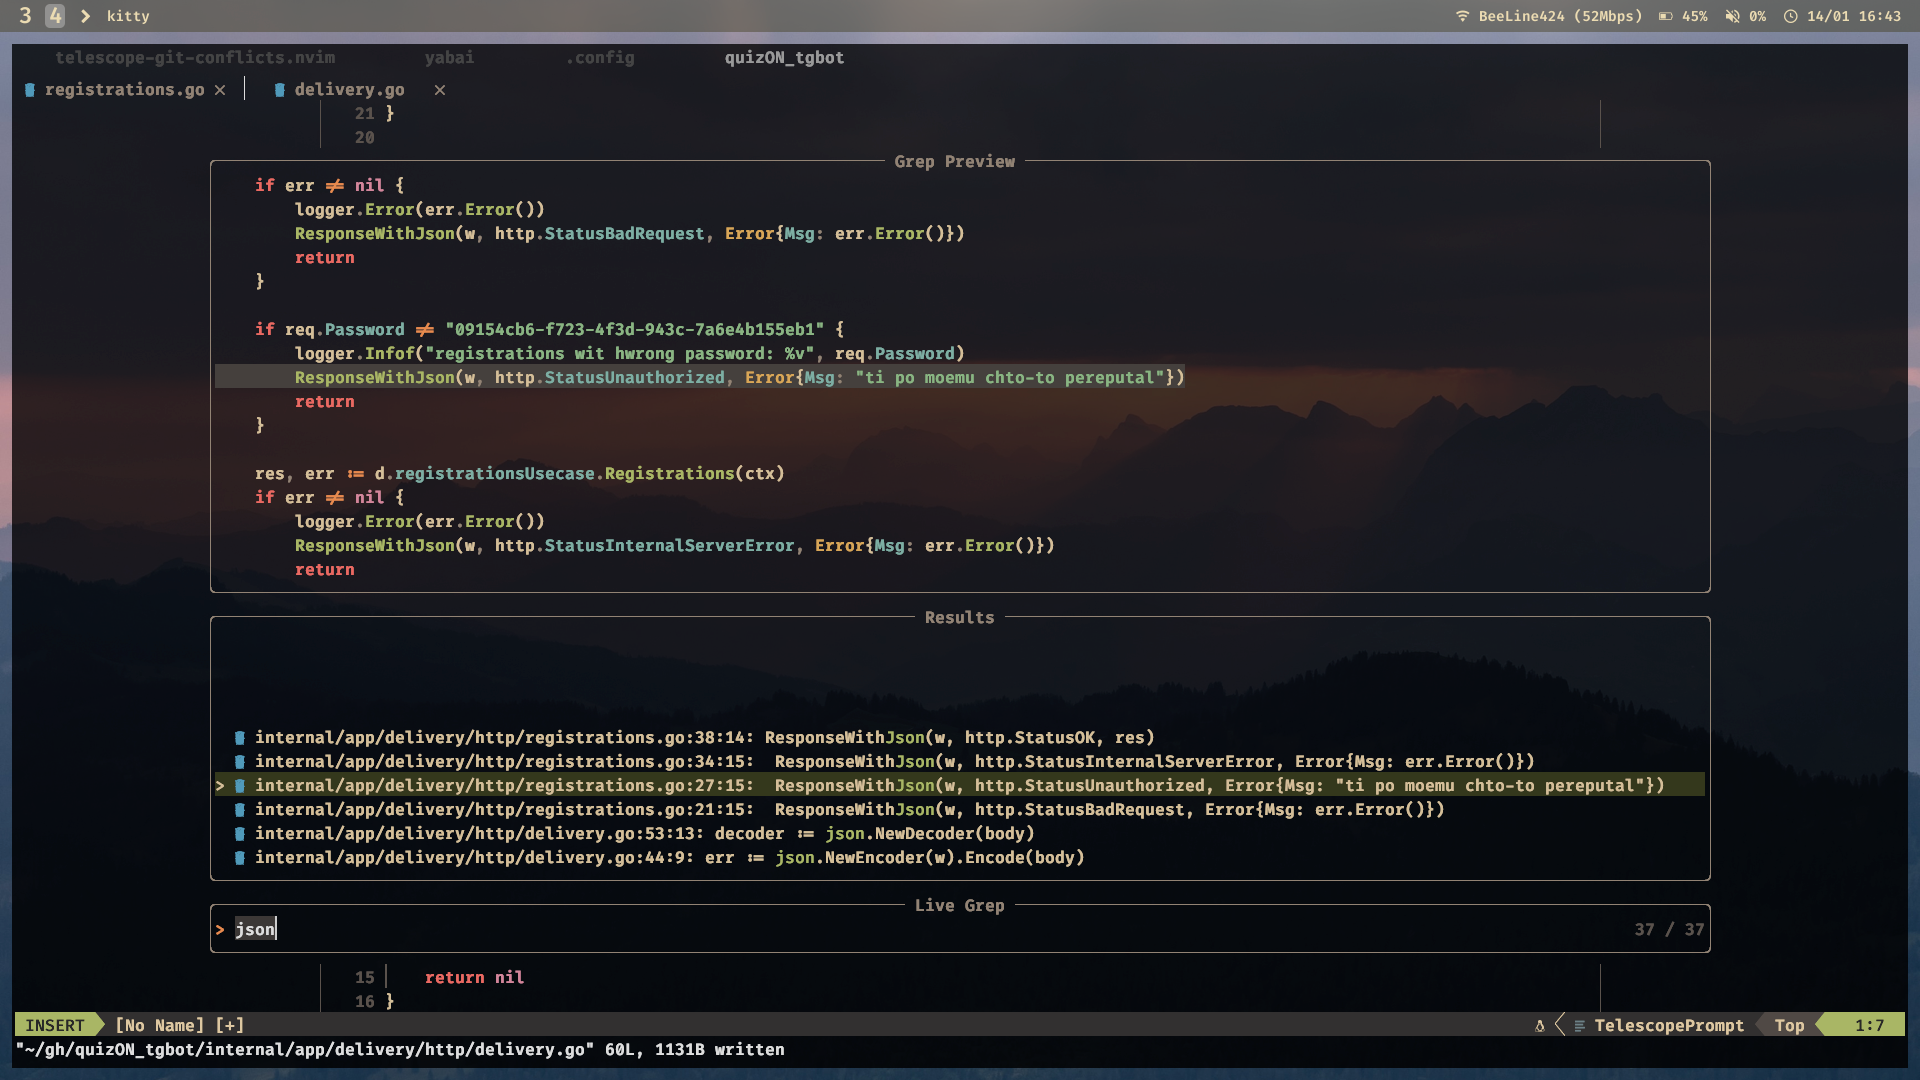 3 4 kitty BeeLine424 (52Mbps) 45% 0% 14/01 16:43
telescope-git-conflicts.nvim yabai .config quizON_tgbot
registrations.go × delivery.go ×
21 }
20
Grep Preview
if err ≠ nil {
logger.Error(err.Error())
ResponseWithJson(w, http.StatusBadRequest, Error{Msg: err.Error()})
return
}
if req.Password ≠ "09154cb6-f723-4f3d-943c-7a6e4b155eb1" {
logger.Infof("registrations wit hwrong password: %v", req.Password)
ResponseWithJson(w, http.StatusUnauthorized, Error{Msg: "ti po moemu chto-to pereputal"})
return
}
res, err := d.registrationsUsecase.Registrations(ctx)
if err ≠ nil {
logger.Error(err.Error())
ResponseWithJson(w, http.StatusInternalServerError, Error{Msg: err.Error()})
return
Results
internal/app/delivery/http/registrations.go:38:14: ResponseWithJson(w, http.StatusOK, res)
internal/app/delivery/http/registrations.go:34:15: ResponseWithJson(w, http.StatusInternalServerError, Error{Msg: err.Error()})
> internal/app/delivery/http/registrations.go:27:15: ResponseWithJson(w, http.StatusUnauthorized, Error{Msg: "ti po moemu chto-to pereputal"})
internal/app/delivery/http/registrations.go:21:15: ResponseWithJson(w, http.StatusBadRequest, Error{Msg: err.Error()})
internal/app/delivery/http/delivery.go:53:13: decoder := json.NewDecoder(body)
internal/app/delivery/http/delivery.go:44:9: err := json.NewEncoder(w).Encode(body)
Live Grep
> json 37 / 37
15 return nil
16 }
INSERT [No Name] [+] TelescopePrompt Top 1:7
"~/gh/quizON_tgbot/internal/app/delivery/http/delivery.go" 60L, 1131B written